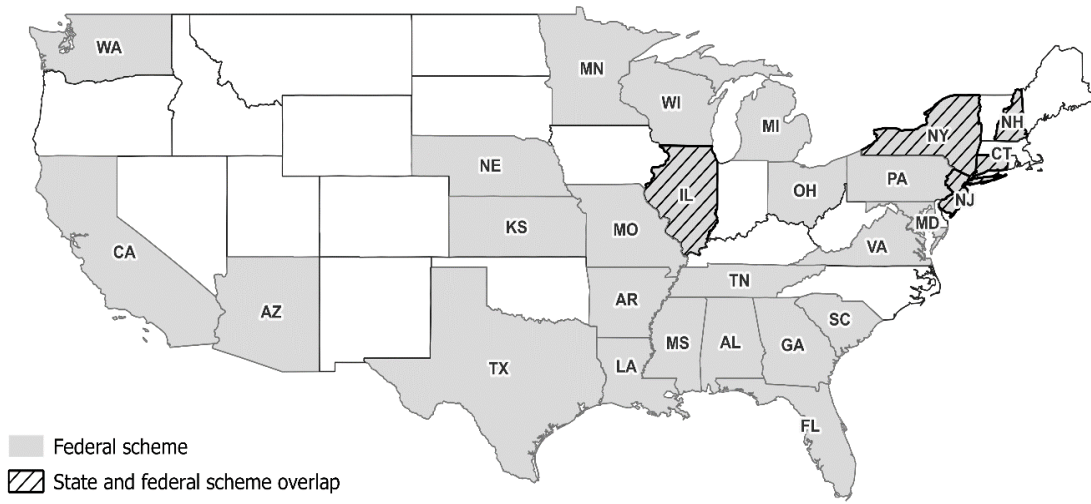 WA
MN
WI
MI
NH
NY
CT
NE
IL
OH
PA
NJ
KS
MO
MD
CA
VA
TN
AZ
AR
SC
MS
AL
GA
TX
LA
FL
Federal scheme
State and federal scheme overlap